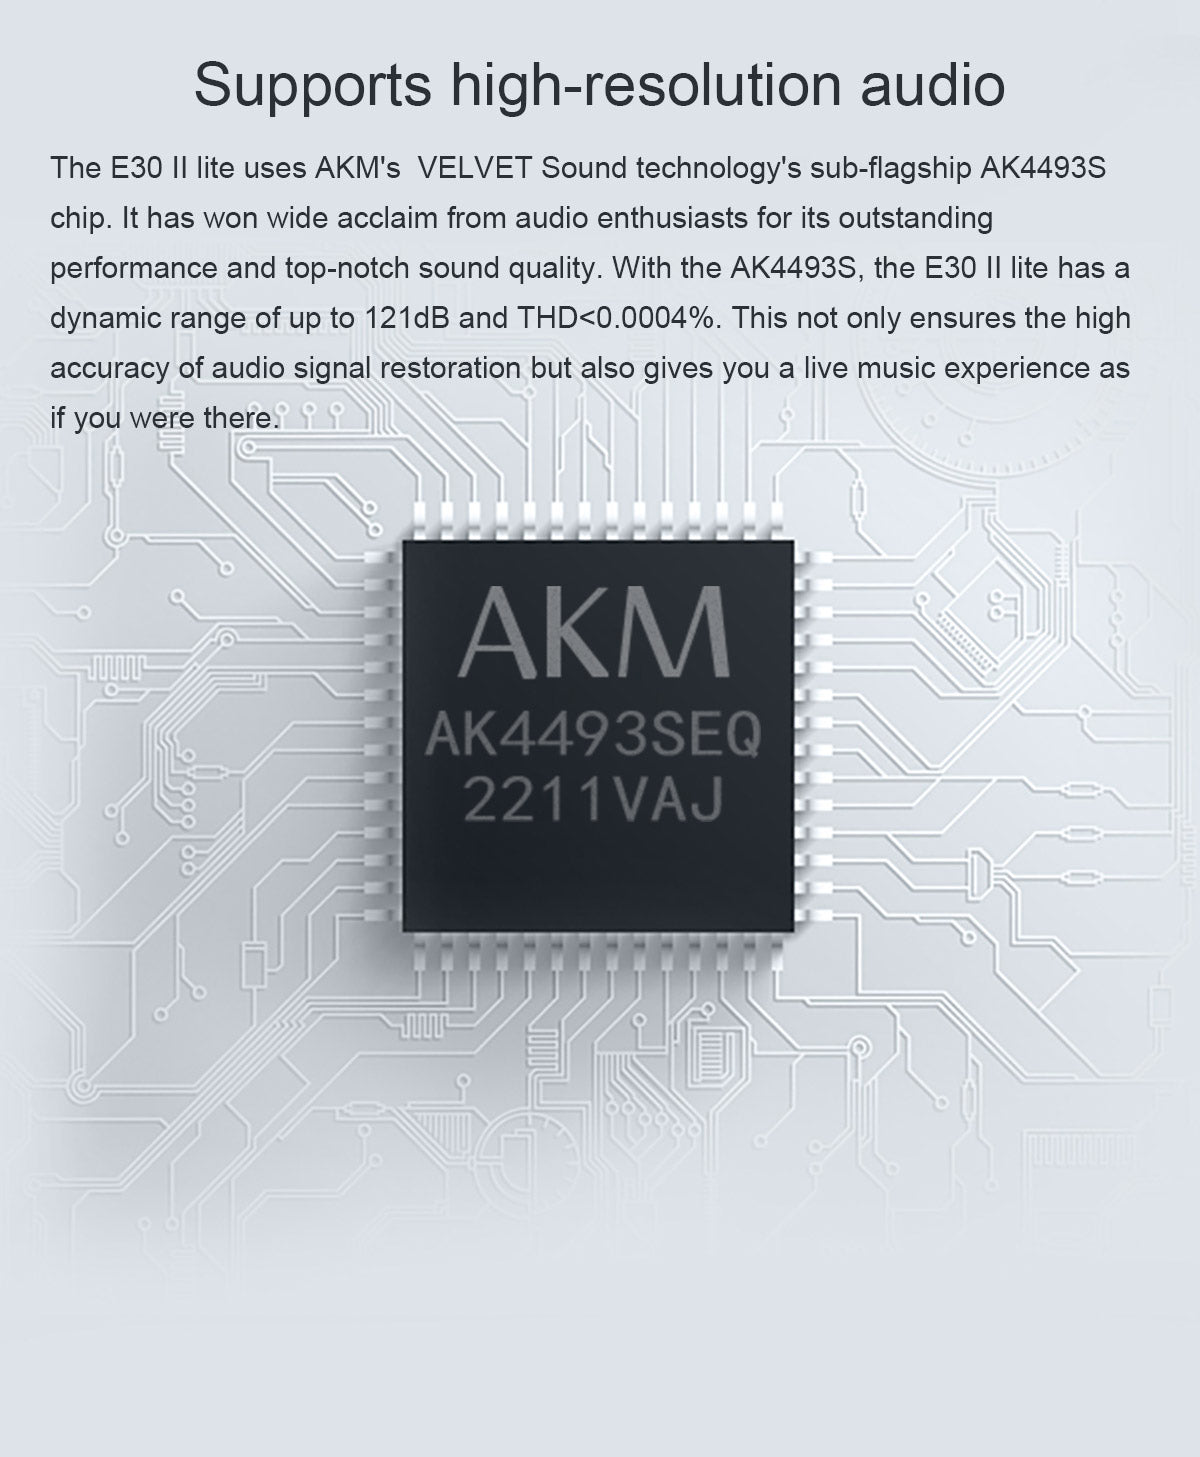 Supports high-resolution audio
The E30 II lite uses AKM's  VELVET Sound technology's sub-flagship AK4493S
chip. It has won wide acclaim from audio enthusiasts for its outstanding
performance and top-notch sound quality. With the AK4493S, the E30 II lite has a
dynamic range of up to 121dB and THD<0.0004%. This not only ensures the high
accuracy of audio signal restoration but also gives you a live music experience as
if you were there.
AKM
AK4493SEQ
2211VAJ